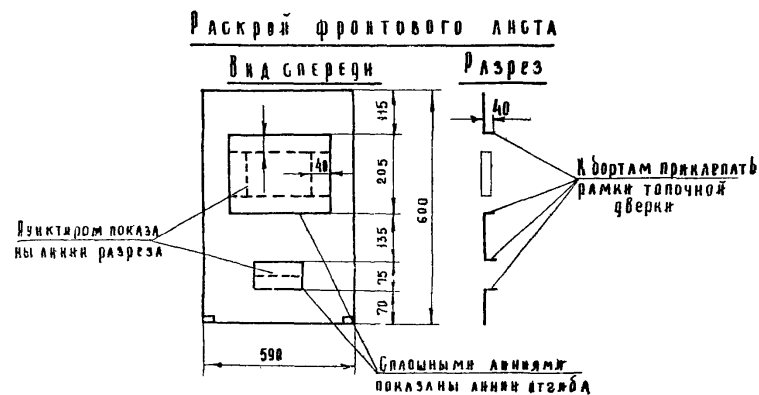 Раскрой фронтового листа
Вид спереди
Разрез
115
40
205
40
600
135
75
70
590
К бортам приклепать
рамки топочной
дверки
Пунктиром показа
ны линии разреза
Сплошными линиями
показаны линии отгиба